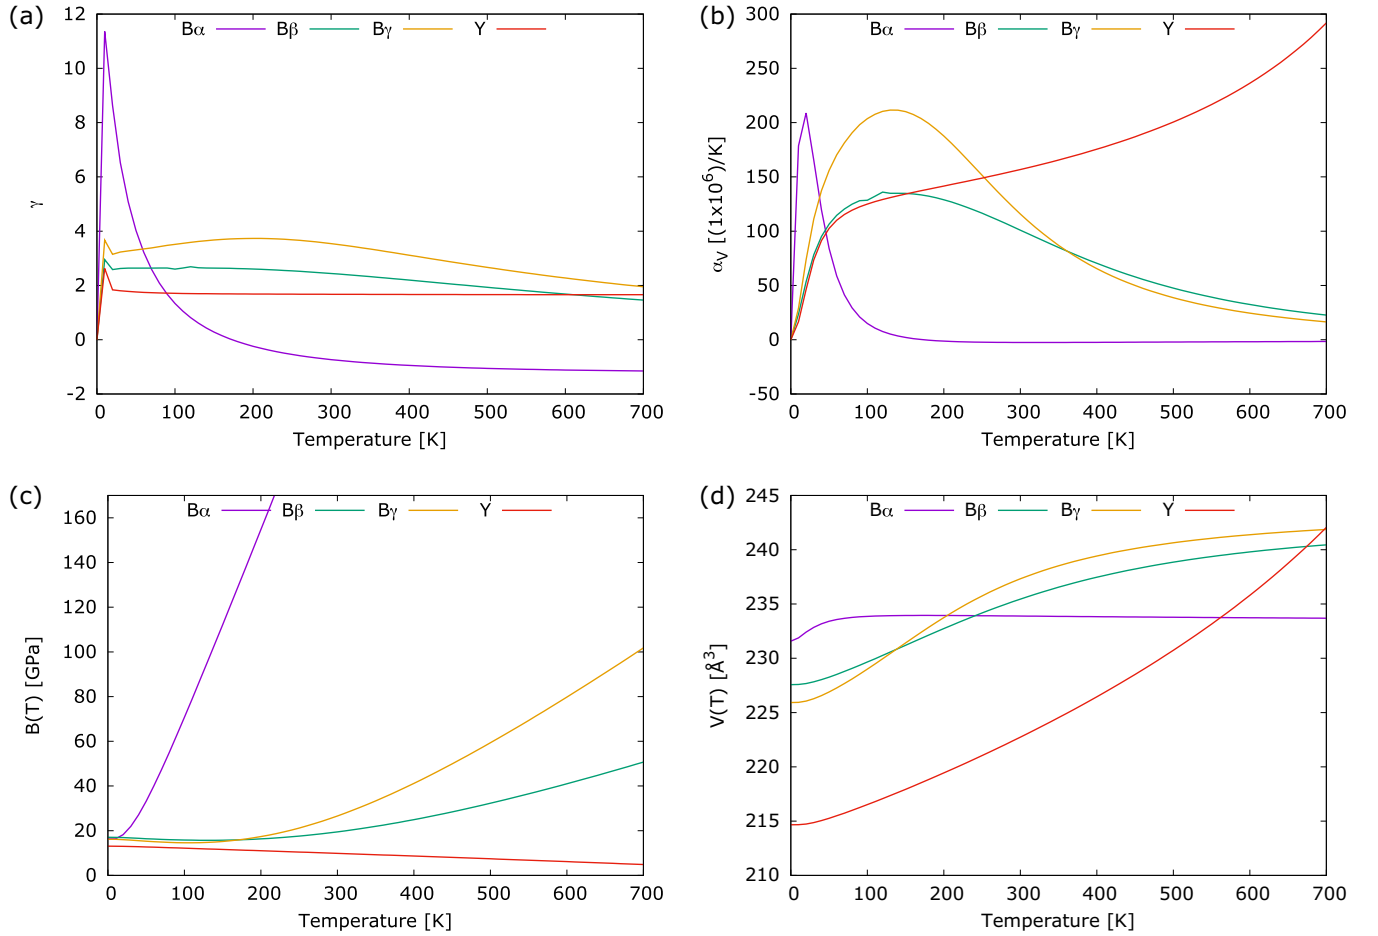 (a)
12
10
8
6
4
2
0
-2
γ
Bα Bβ Bγ Y
0 100 200 300 400 500 600 700
Temperature [K]
(b)
300
250
200
150
100
50
0
-50
αV [(1x10⁶)/K]
Bα Bβ Bγ Y
0 100 200 300 400 500 600 700
Temperature [K]
(c)
160
140
120
100
80
60
40
20
0
B(T) [GPa]
Bα Bβ Bγ Y
0 100 200 300 400 500 600 700
Temperature [K]
(d)
245
240
235
230
225
220
215
210
V(T) [Å³]
Bα Bβ Bγ Y
0 100 200 300 400 500 600 700
Temperature [K]